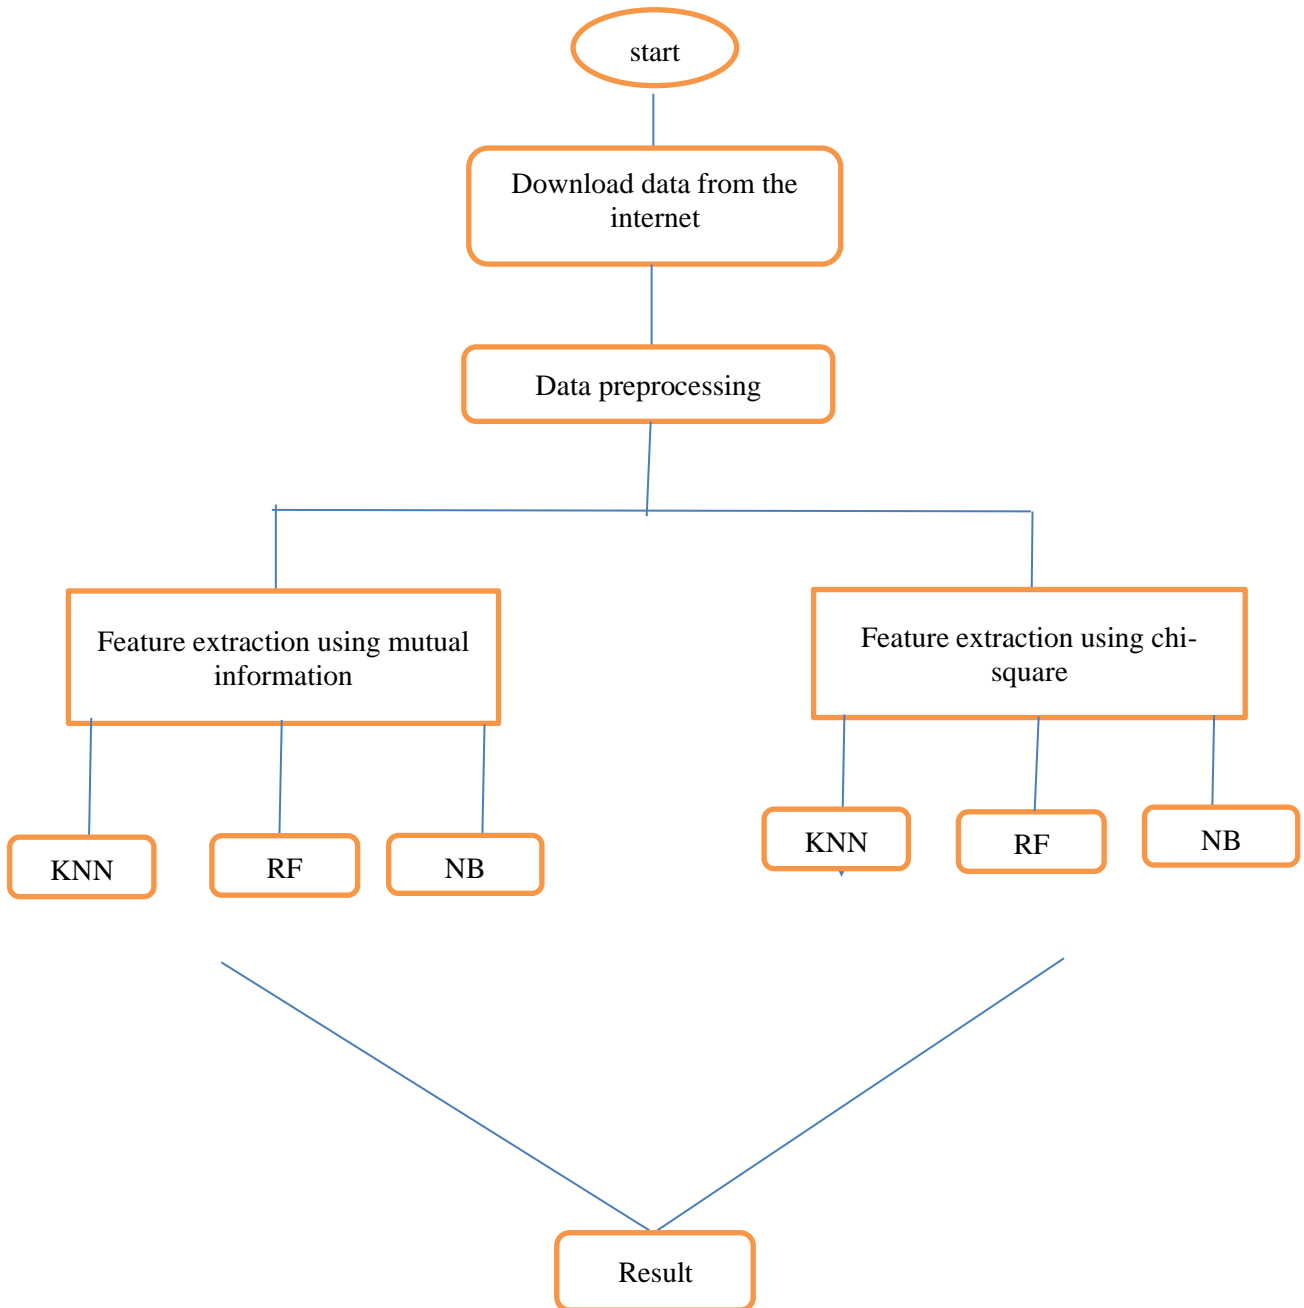 start
Download data from the
internet
Data preprocessing
Feature extraction using mutual
information
Feature extraction using chi-
square
KNN
RF
NB
KNN
RF
NB
Result